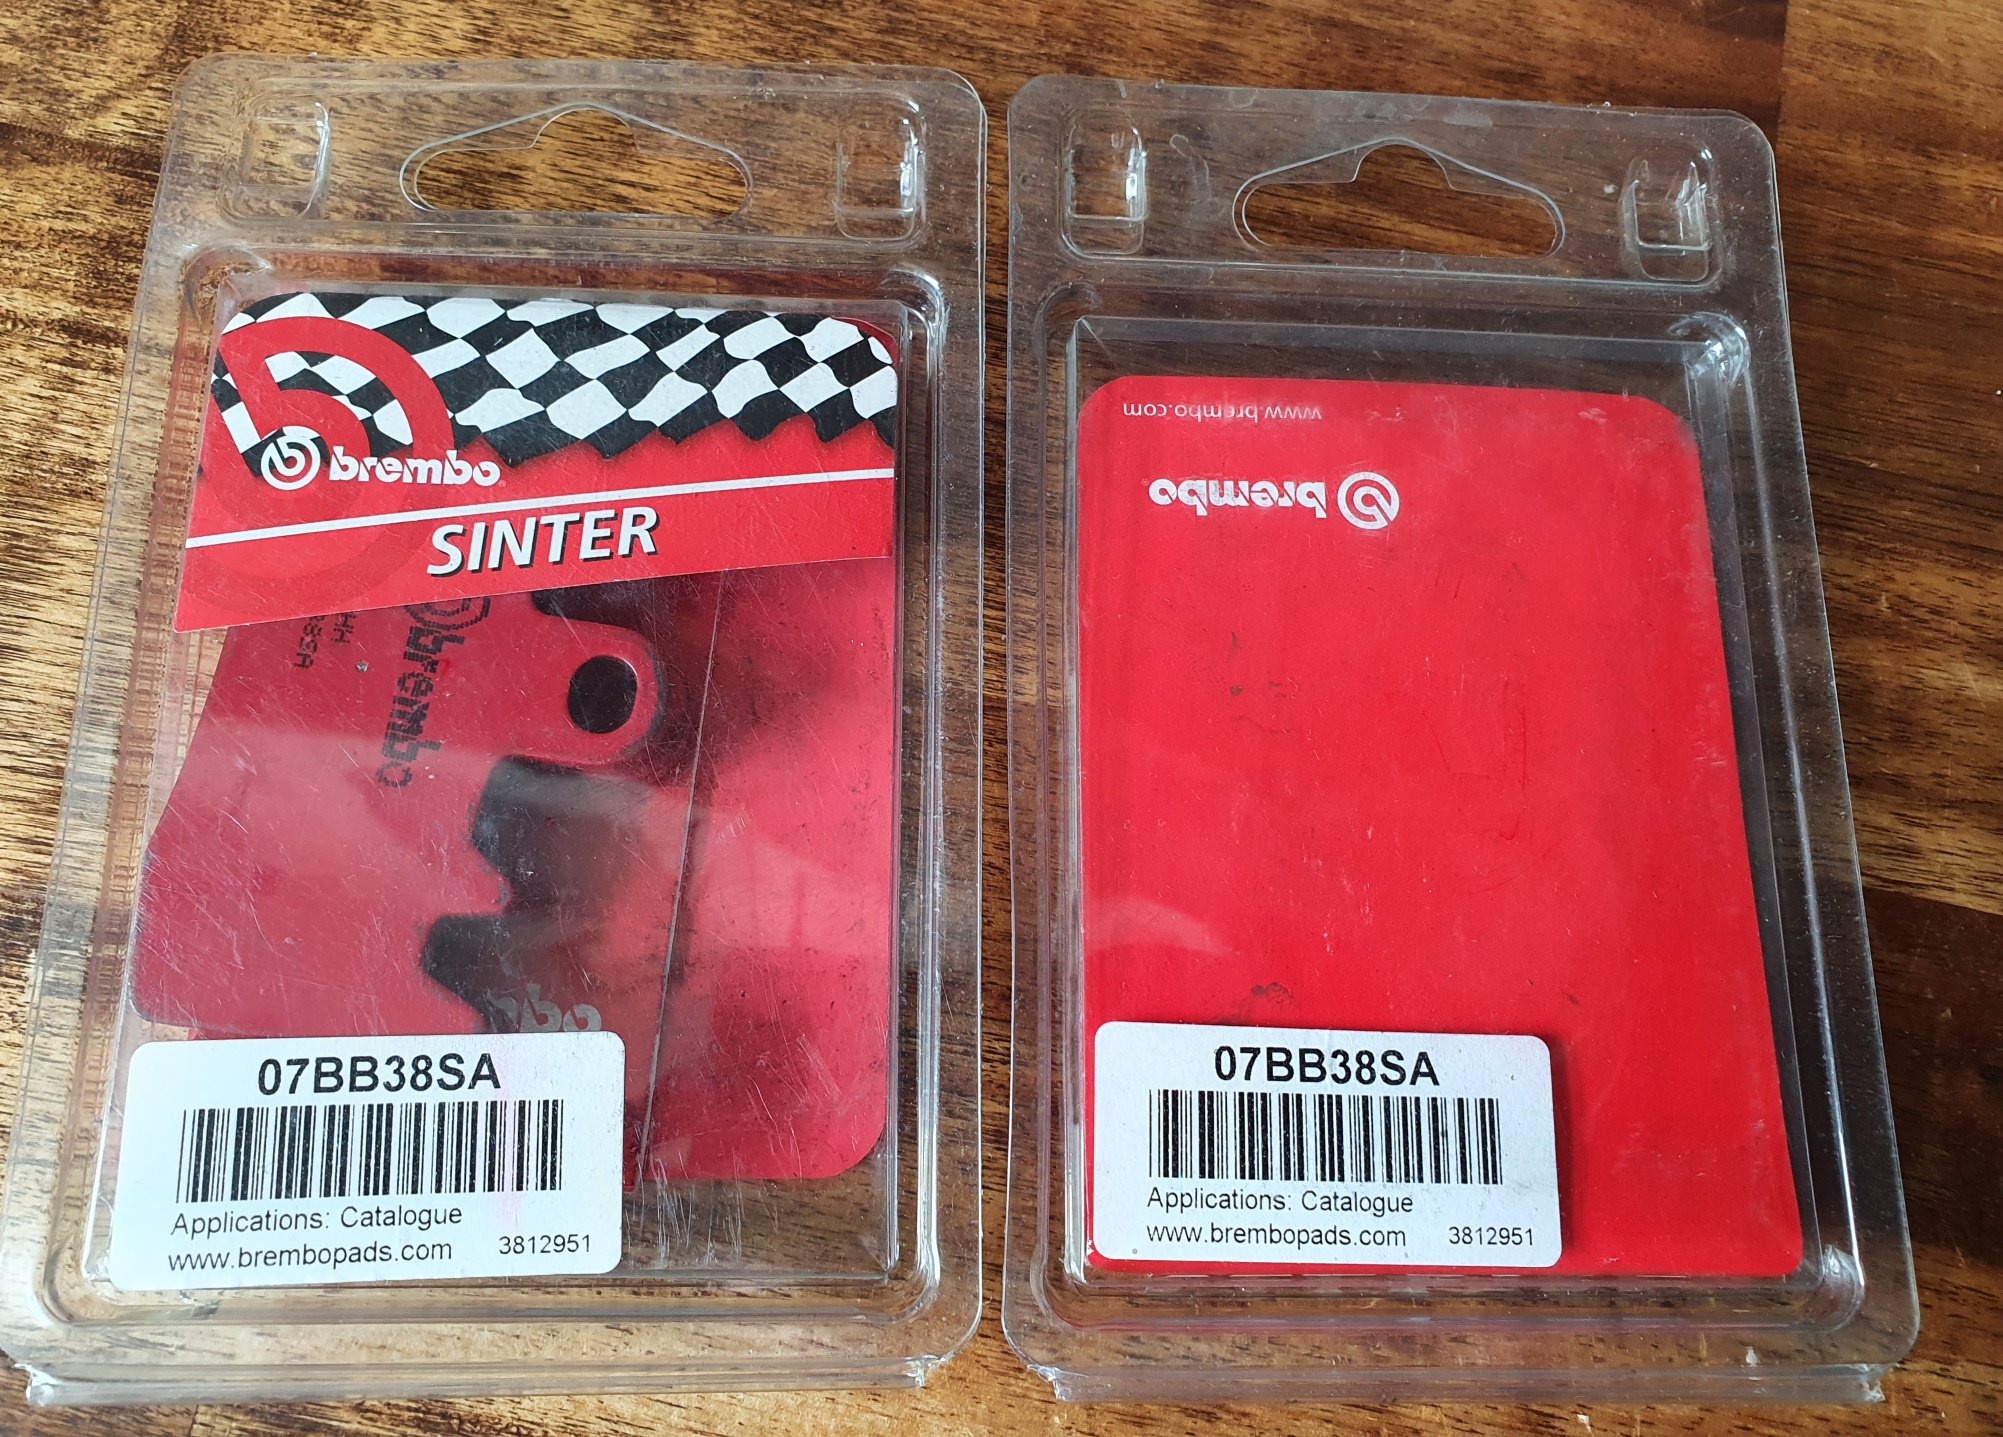 brembo
SINTER
HH
brembo
07BB38SA
Applications: Catalogue
www.brembopads.com 3812951
www.brembo.com
brembo
07BB38SA
Applications: Catalogue
www.brembopads.com 3812951